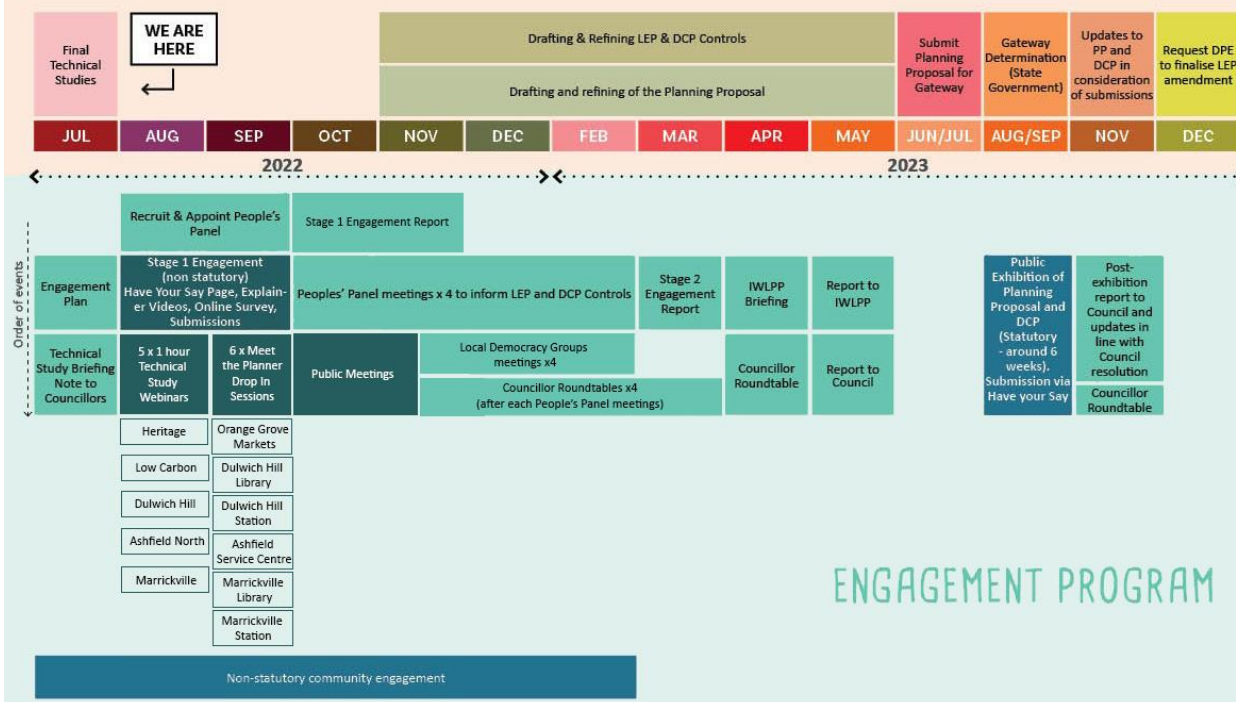 Final
Technical
Studies
WE ARE
HERE
Drafting & Refining LEP & DCP Controls
Drafting and refining of the Planning Proposal
Submit
Planning
Proposal for
Gateway
Gateway
Determination
(State
Government)
Updates to
PP and
DCP in
consideration
of submissions
Request DPE
to finalise LEP
amendment
JUL
AUG
SEP
OCT
NOV
DEC
FEB
MAR
APR
MAY
JUN/JUL
AUG/SEP
NOV
DEC
2022
2023
Order of events
Recruit & Appoint People's
Panel
Stage 1 Engagement Report
Engagement
Plan
Stage 1 Engagement
(non statutory)
Have Your Say Page, Explain-
er Videos, Online Survey,
Submissions
Peoples' Panel meetings x 4 to inform LEP and DCP Controls
Stage 2
Engagement
Report
IWLPP
Briefing
Report to
IWLPP
Public
Exhibition of
Planning
Proposal and
DCP
(Statutory
- around 6
weeks).
Submission via
Have your Say
Post-
exhibition
report to
Council and
updates in
line with
Council
resolution
Technical
Study Briefing
Note to
Councillors
5 x 1 hour
Technical
Study
Webinars
6 x Meet
the Planner
Drop In
Sessions
Public Meetings
Local Democracy Groups
meetings x4
Councillor Roundtables x4
(after each People's Panel meetings)
Councillor
Roundtable
Report to
Council
Councillor
Roundtable
Heritage
Low Carbon
Dulwich Hill
Ashfield North
Marrickville
Orange Grove
Markets
Dulwich Hill
Library
Dulwich Hill
Station
Ashfield
Service Centre
Marrickville
Library
Marrickville
Station
ENGAGEMENT PROGRAM
Non-statutory community engagement